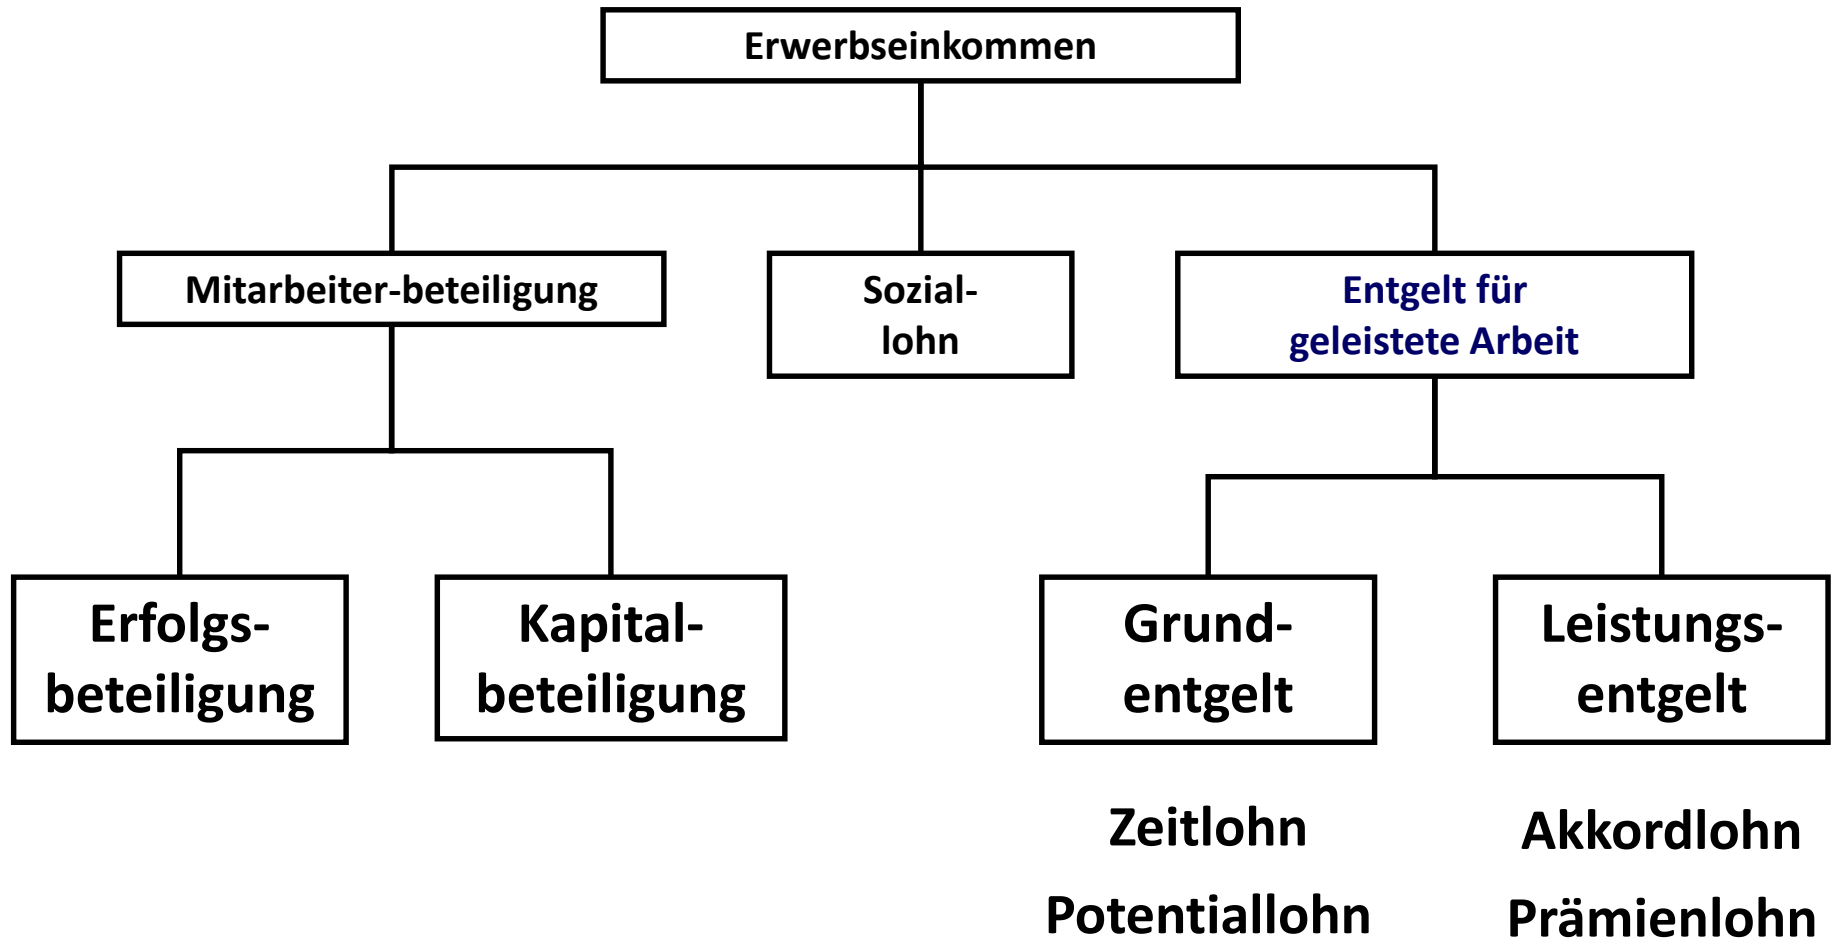 Erwerbseinkommen
Mitarbeiter-beteiligung
Sozial-
lohn
Entgelt für
geleistete Arbeit
Erfolgs-
beteiligung
Kapital-
beteiligung
Grund-
entgelt
Leistungs-
entgelt
Zeitlohn
Potentiallohn
Akkordlohn
Prämienlohn